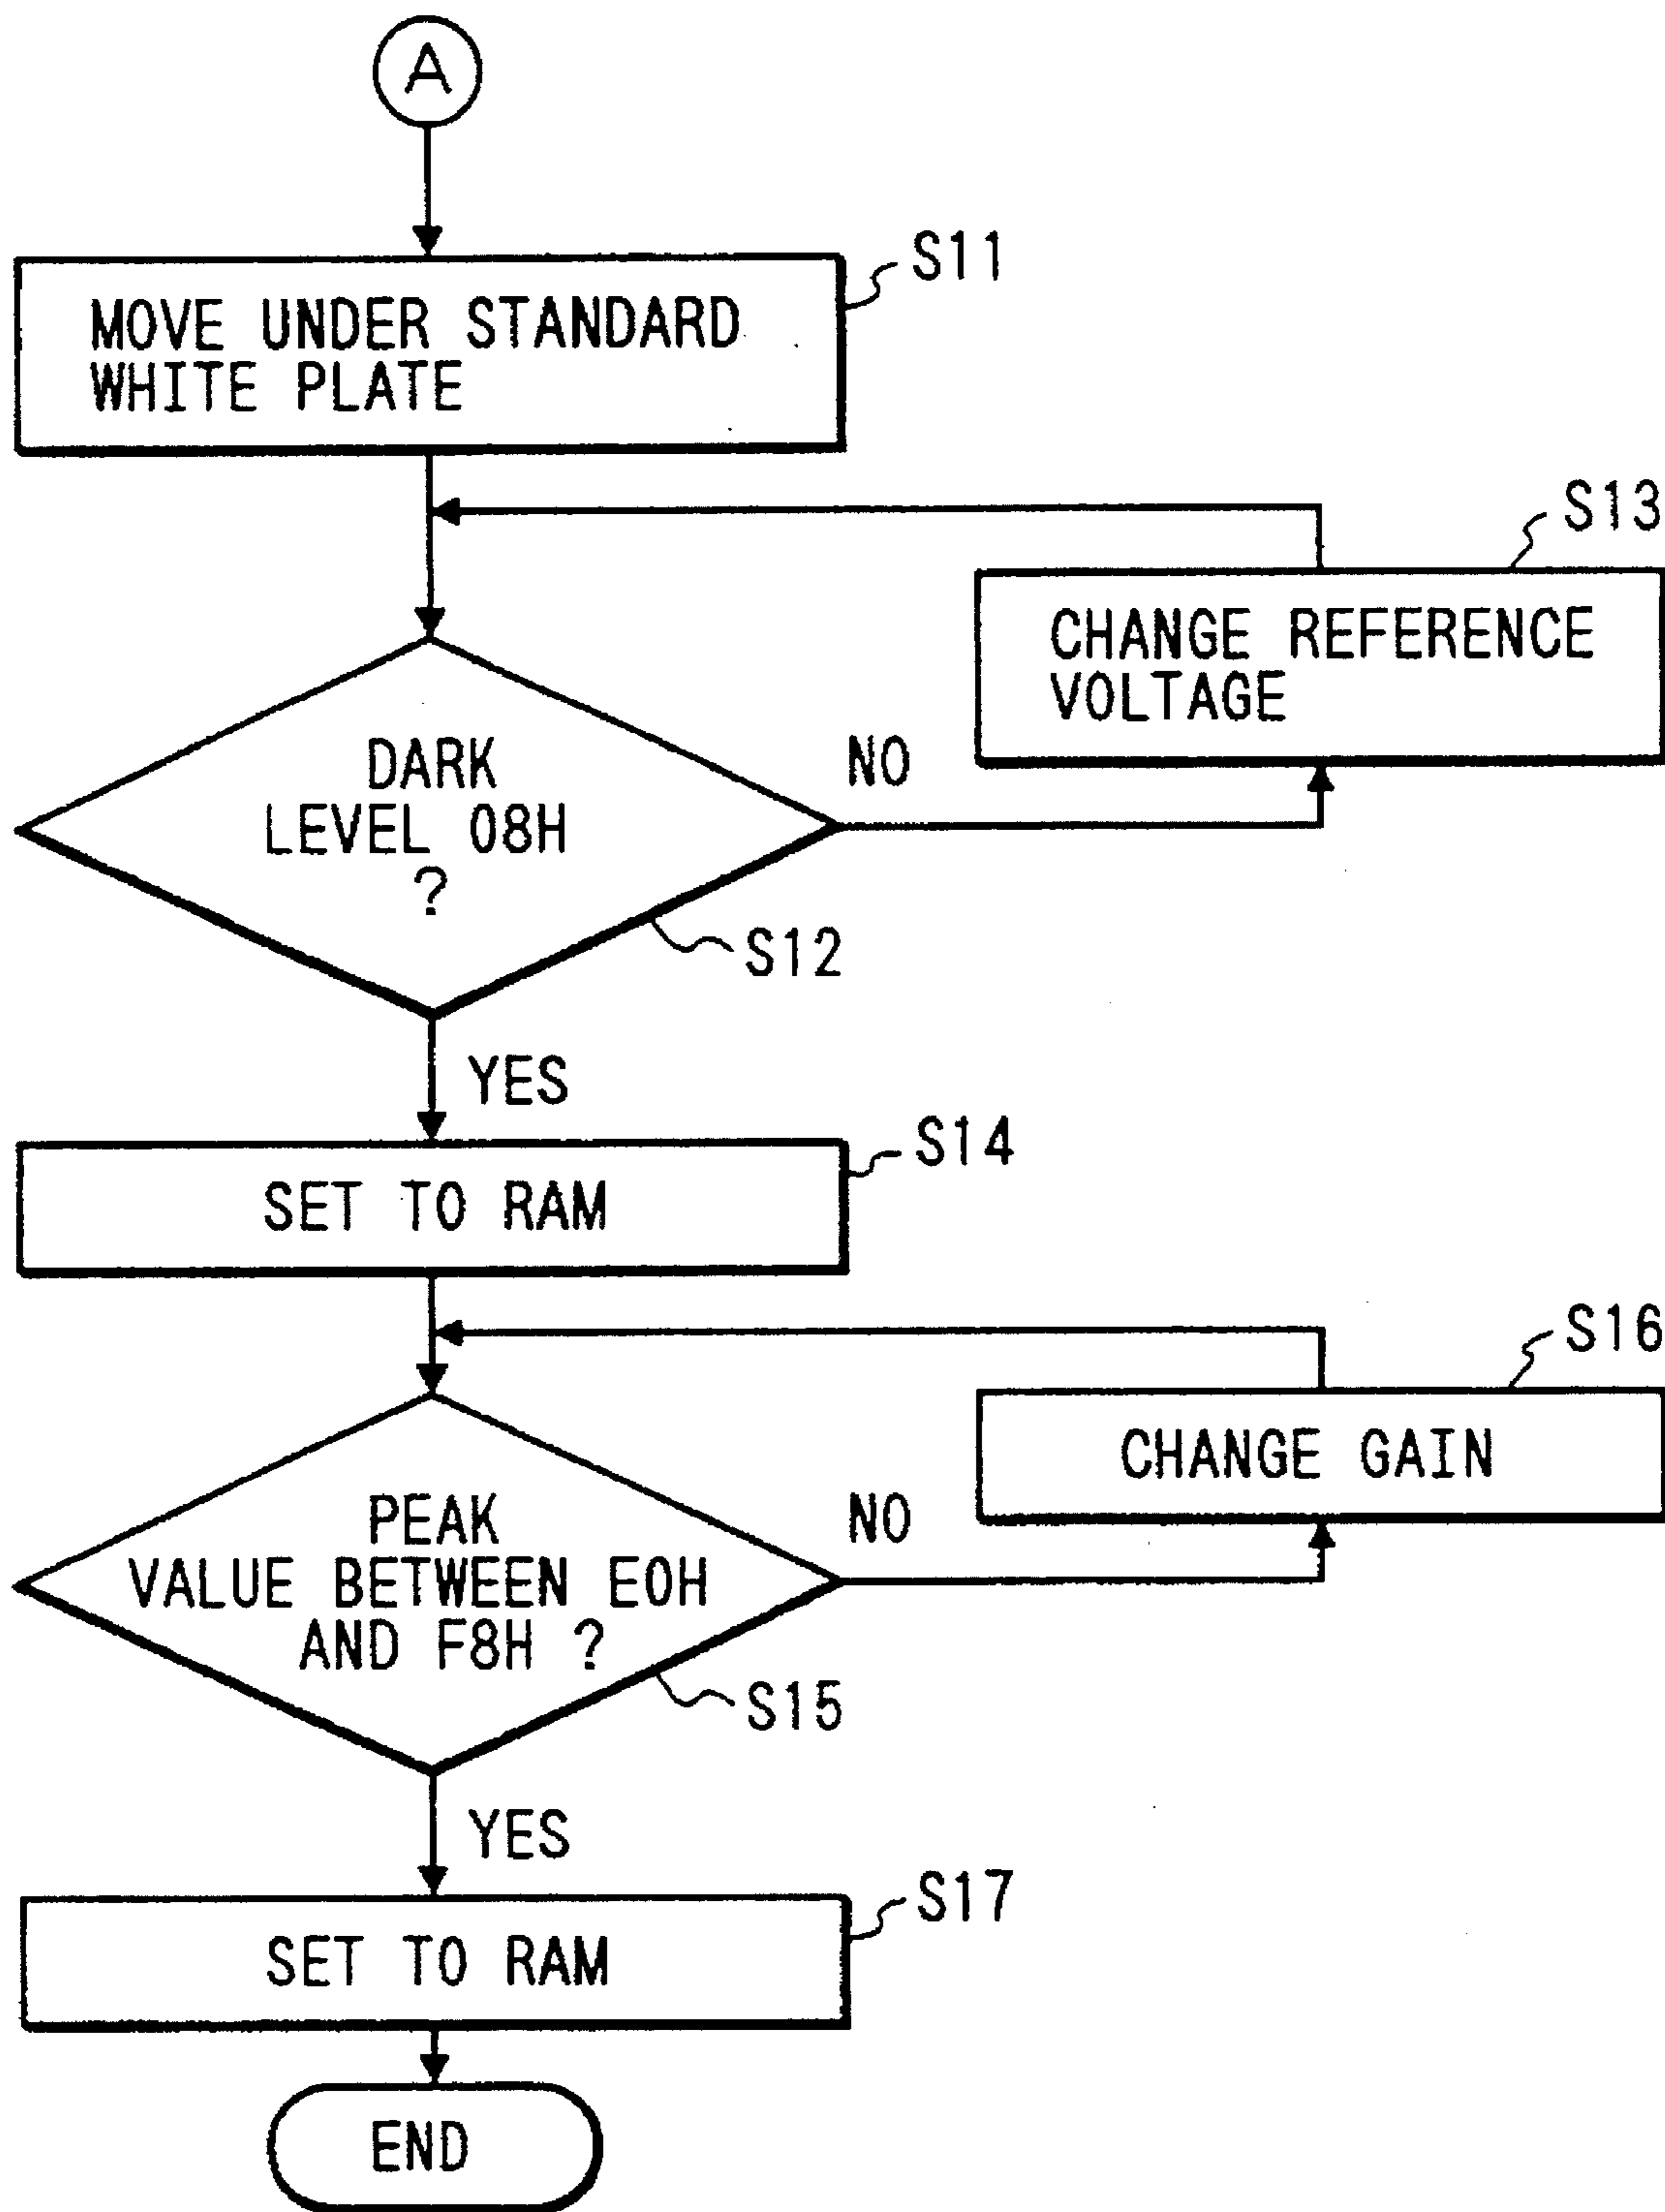 A
S11
MOVE UNDER STANDARD
WHITE PLATE
S13
CHANGE REFERENCE
VOLTAGE
DARK
LEVEL 08H
?
NO
S12
YES
S14
SET TO RAM
S16
CHANGE GAIN
PEAK
VALUE BETWEEN E0H
AND F8H ?
NO
S15
YES
S17
SET TO RAM
END